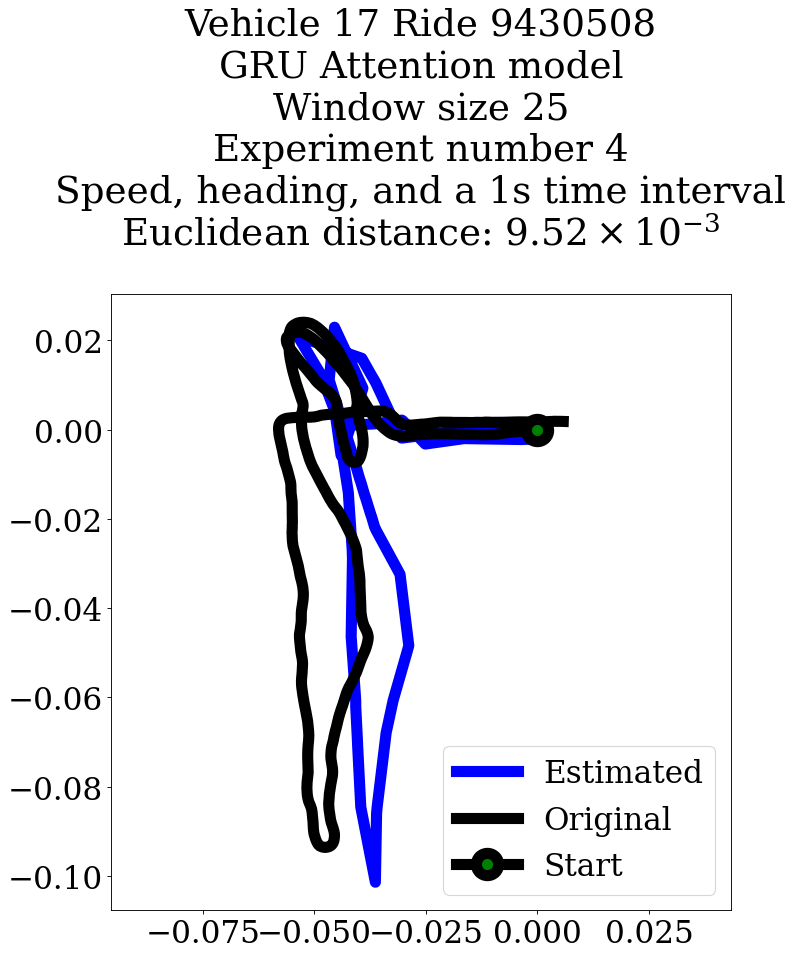 Vehicle 17 Ride 9430508
GRU Attention model
Window size 25
Experiment number 4
Speed, heading, and a 1s time interval
Euclidean distance: 9.52 × 10⁻³
0.02
0.00
−0.02
−0.04
−0.06
−0.08
−0.10
Estimated
Original
Start
−0.075 −0.050 −0.025 0.000 0.025